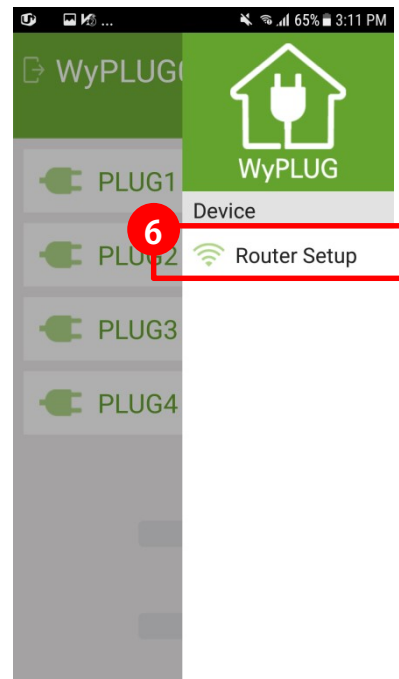 ... 65% 3:11 PM
WyPLUG
WyPLUG
Device
6
Router Setup
PLUG1
PLUG2
PLUG3
PLUG4